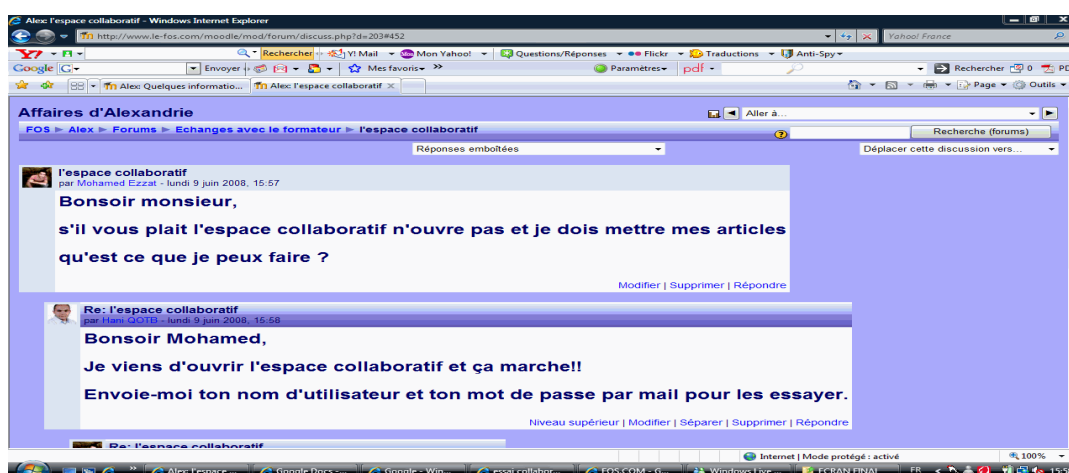 Alex: l'espace collaboratif - Windows Internet Explorer
http://www.le-fos.com/moodle/mod/forum/discuss.php?d=203#452
Yahoo! France
Rechercher Y! Mail Mon Yahoo! Questions/Réponses Flickr Traductions Anti-Spy
Google Envoyer Mes favoris Paramètres pdf Rechercher 0
Alex: Quelques informatio... Alex: l'espace collaboratif Page Outils
Affaires d'Alexandrie Aller à...
FOS Alex Forums Echanges avec le formateur l'espace collaboratif Recherche (forums)
Réponses emboîtées Déplacer cette discussion vers...
l'espace collaboratif
par Mohamed Ezzat - lundi 9 juin 2008, 15:57
Bonsoir monsieur,
s'il vous plait l'espace collaboratif n'ouvre pas et je dois mettre mes articles
qu'est ce que je peux faire ?
Modifier | Supprimer | Répondre
Re: l'espace collaboratif
par Hani QOTB - lundi 9 juin 2008, 15:58
Bonsoir Mohamed,
Je viens d'ouvrir l'espace collaboratif et ça marche!!
Envoie-moi ton nom d'utilisateur et ton mot de passe par mail pour les essayer.
Niveau supérieur | Modifier | Séparer | Supprimer | Répondre
Re: l'espace collaboratif
Internet | Mode protégé : activé 100%
Alex: l'espace ... Google Docs -... Google - Win... essai collabor... FOS.COM - G... Windows Live ... ECRAN FINAL ... FR